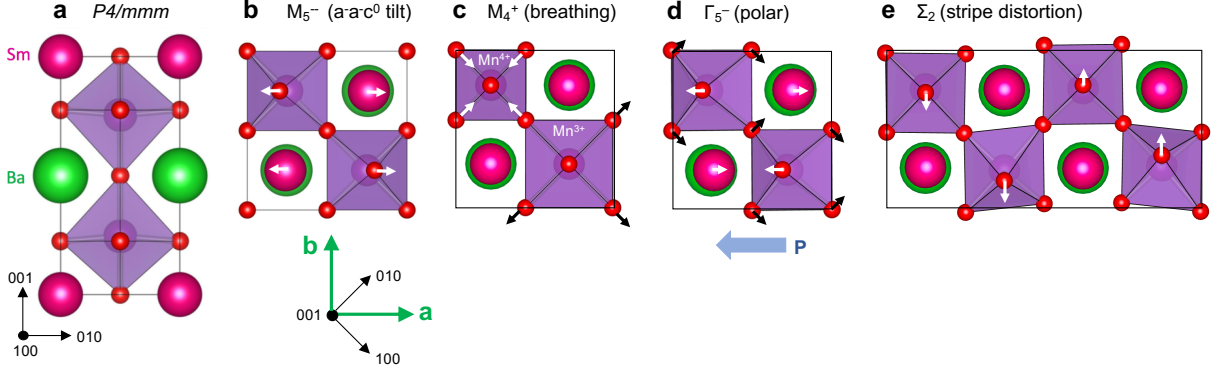 a P4/mmm
Sm
Ba
001
010
100
b M₅⁻⁻ (a⁻a⁻c⁰ tilt)
b
010
001
a
100
c M₄⁺ (breathing)
Mn⁴⁺
Mn³⁺
d Γ₅⁻ (polar)
P
e Σ₂ (stripe distortion)